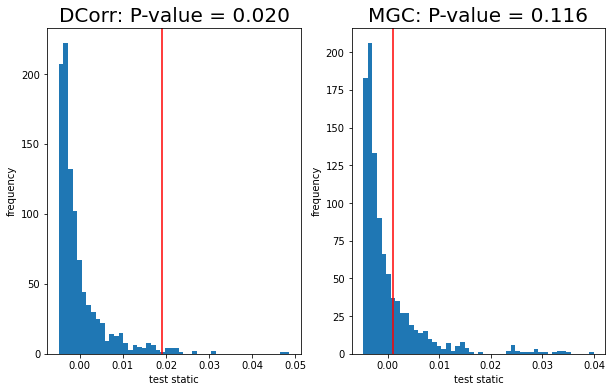 DCorr: P-value = 0.020
frequency
200
150
100
50
0
0.00 0.01 0.02 0.03 0.04 0.05
test static
MGC: P-value = 0.116
frequency
200
175
150
125
100
75
50
25
0
0.00 0.01 0.02 0.03 0.04
test static